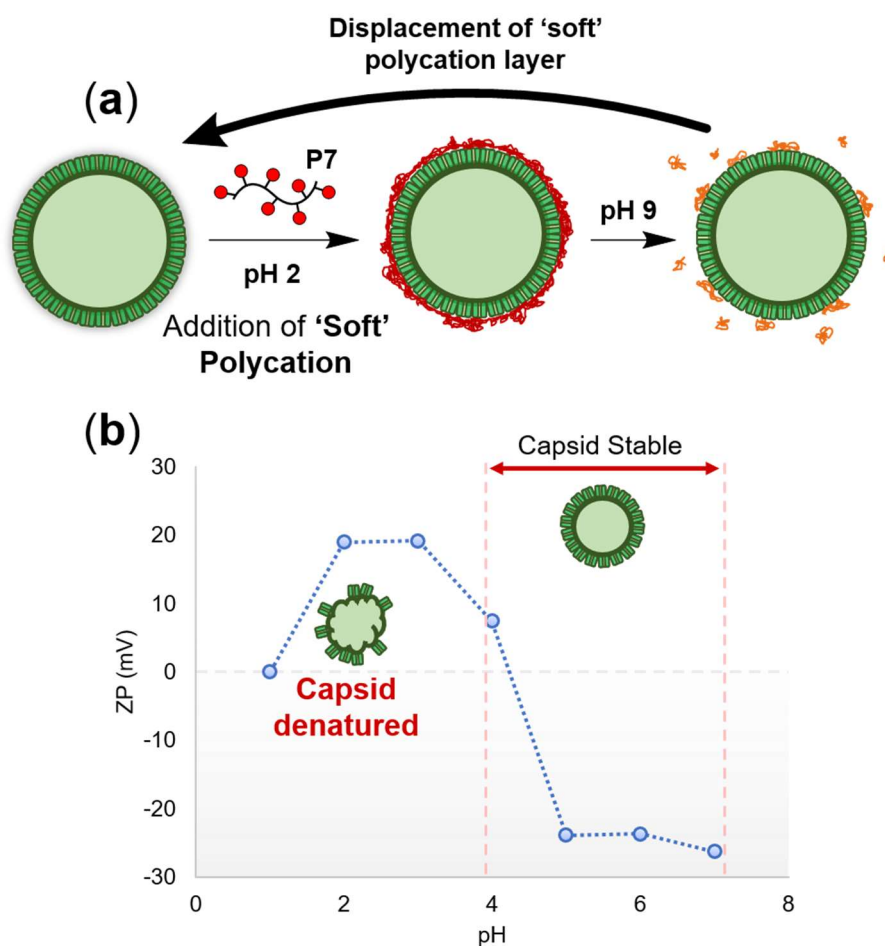 Displacement of ‘soft’
polycation layer
(a)
P7
pH 2
pH 9
Addition of ‘Soft’
Polycation
(b)
Capsid Stable
30
20
10
0
-10
-20
-30
ZP (mV)
Capsid
denatured
0
2
4
6
8
pH